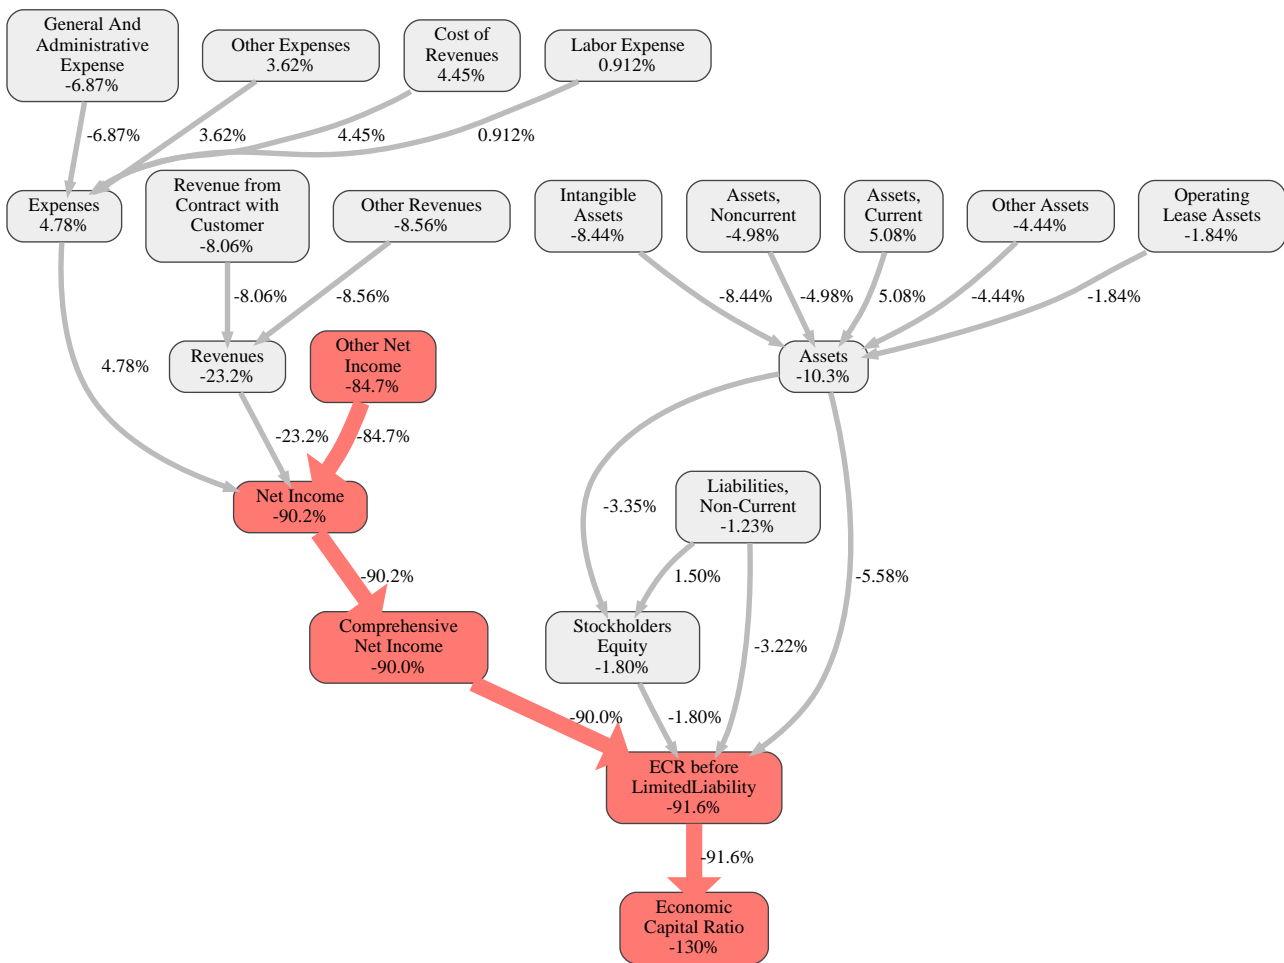 General And
Administrative
Expense
-6.87%
Other Expenses
3.62%
Cost of
Revenues
4.45%
Labor Expense
0.912%
-6.87%
3.62%
4.45%
0.912%
Expenses
4.78%
Revenue from
Contract with
Customer
-8.06%
Other Revenues
-8.56%
Intangible
Assets
-8.44%
Assets,
Noncurrent
-4.98%
Assets,
Current
5.08%
Other Assets
-4.44%
Operating
Lease Assets
-1.84%
-8.06%
-8.56%
-8.44%
-4.98%
5.08%
-4.44%
-1.84%
4.78%
Revenues
-23.2%
Other Net
Income
-84.7%
Assets
-10.3%
-23.2%
-84.7%
Net Income
-90.2%
-3.35%
Liabilities,
Non-Current
-1.23%
-90.2%
1.50%
-5.58%
Comprehensive
Net Income
-90.0%
Stockholders
Equity
-1.80%
-3.22%
-90.0%
-1.80%
ECR before
LimitedLiability
-91.6%
-91.6%
Economic
Capital Ratio
-130%